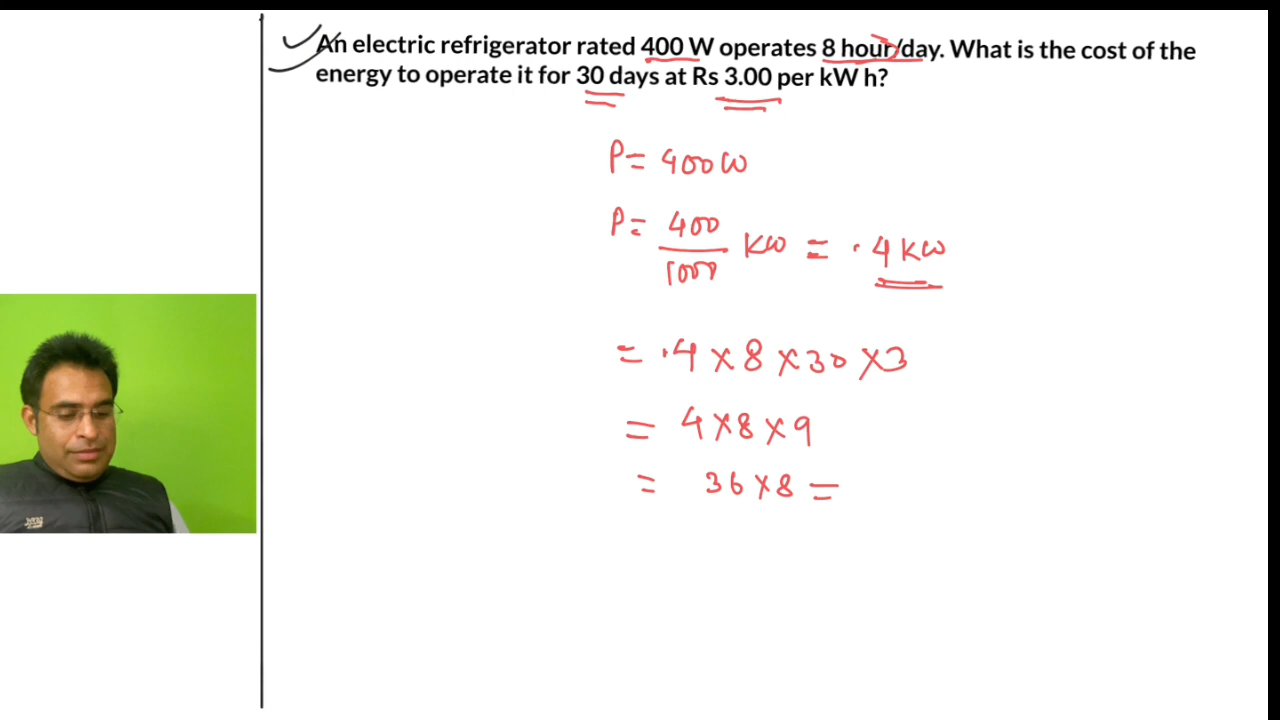 An electric refrigerator rated 400 W operates 8 hour/day. What is the cost of the
energy to operate it for 30 days at Rs 3.00 per kW h?
P= 400W
P= 400/1000 KW = .4 KW
= .4 × 8 × 30 × 3
= 4 × 8 × 9
= 36 × 8 =